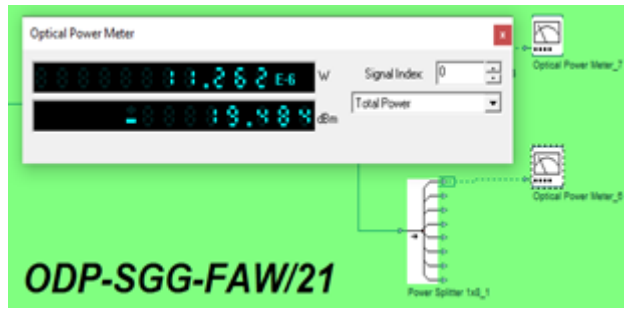 Optical Power Meter
x
11.262 E-6 W
Signal Index: 0
-19.484 dBm
Total Power
Optical Power Meter_7
Optical Power Meter_6
ODP-SGG-FAW/21
Power Splitter 1x8_1